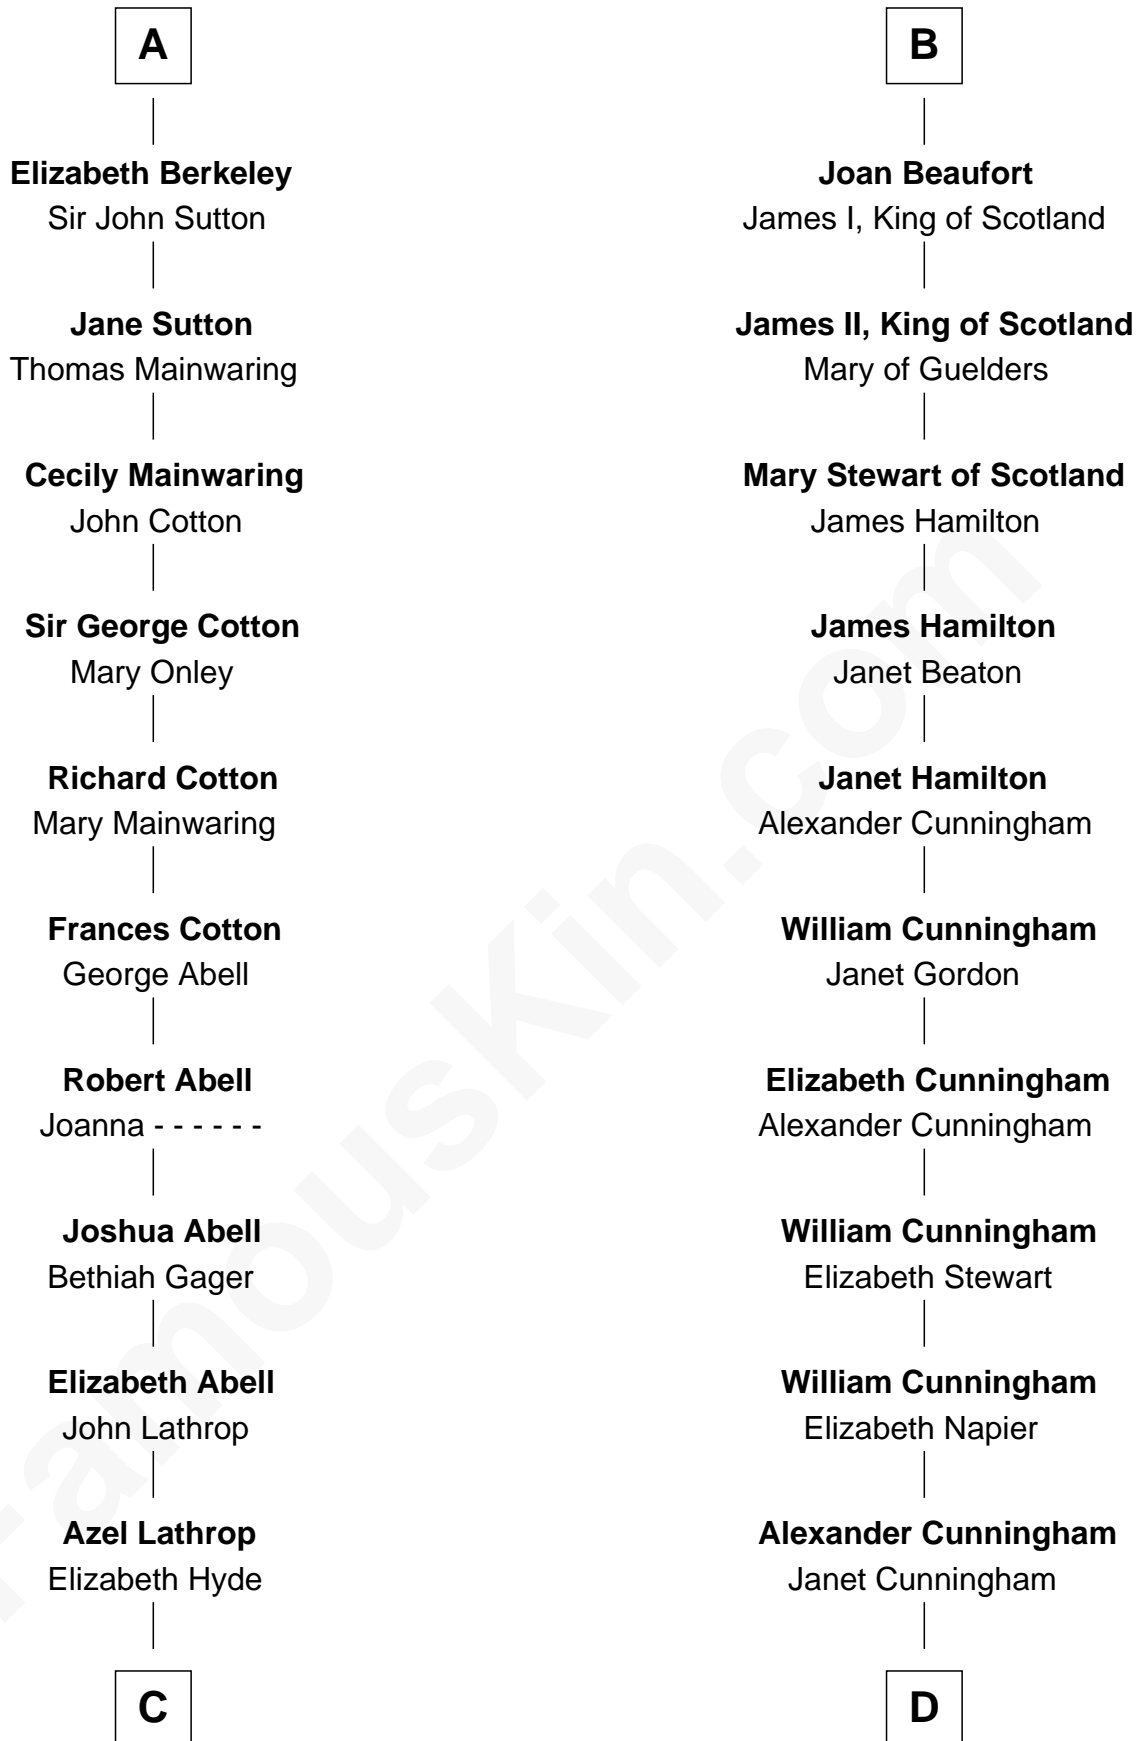 A
Elizabeth Berkeley
Sir John Sutton
Jane Sutton
Thomas Mainwaring
Cecily Mainwaring
John Cotton
Sir George Cotton
Mary Onley
Richard Cotton
Mary Mainwaring
Frances Cotton
George Abell
Robert Abell
Joanna - - - - - -
Joshua Abell
Bethiah Gager
Elizabeth Abell
John Lathrop
Azel Lathrop
Elizabeth Hyde
C
B
Joan Beaufort
James I, King of Scotland
James II, King of Scotland
Mary of Guelders
Mary Stewart of Scotland
James Hamilton
James Hamilton
Janet Beaton
Janet Hamilton
Alexander Cunningham
William Cunningham
Janet Gordon
Elizabeth Cunningham
Alexander Cunningham
William Cunningham
Elizabeth Stewart
William Cunningham
Elizabeth Napier
Alexander Cunningham
Janet Cunningham
D
FamousKin.com